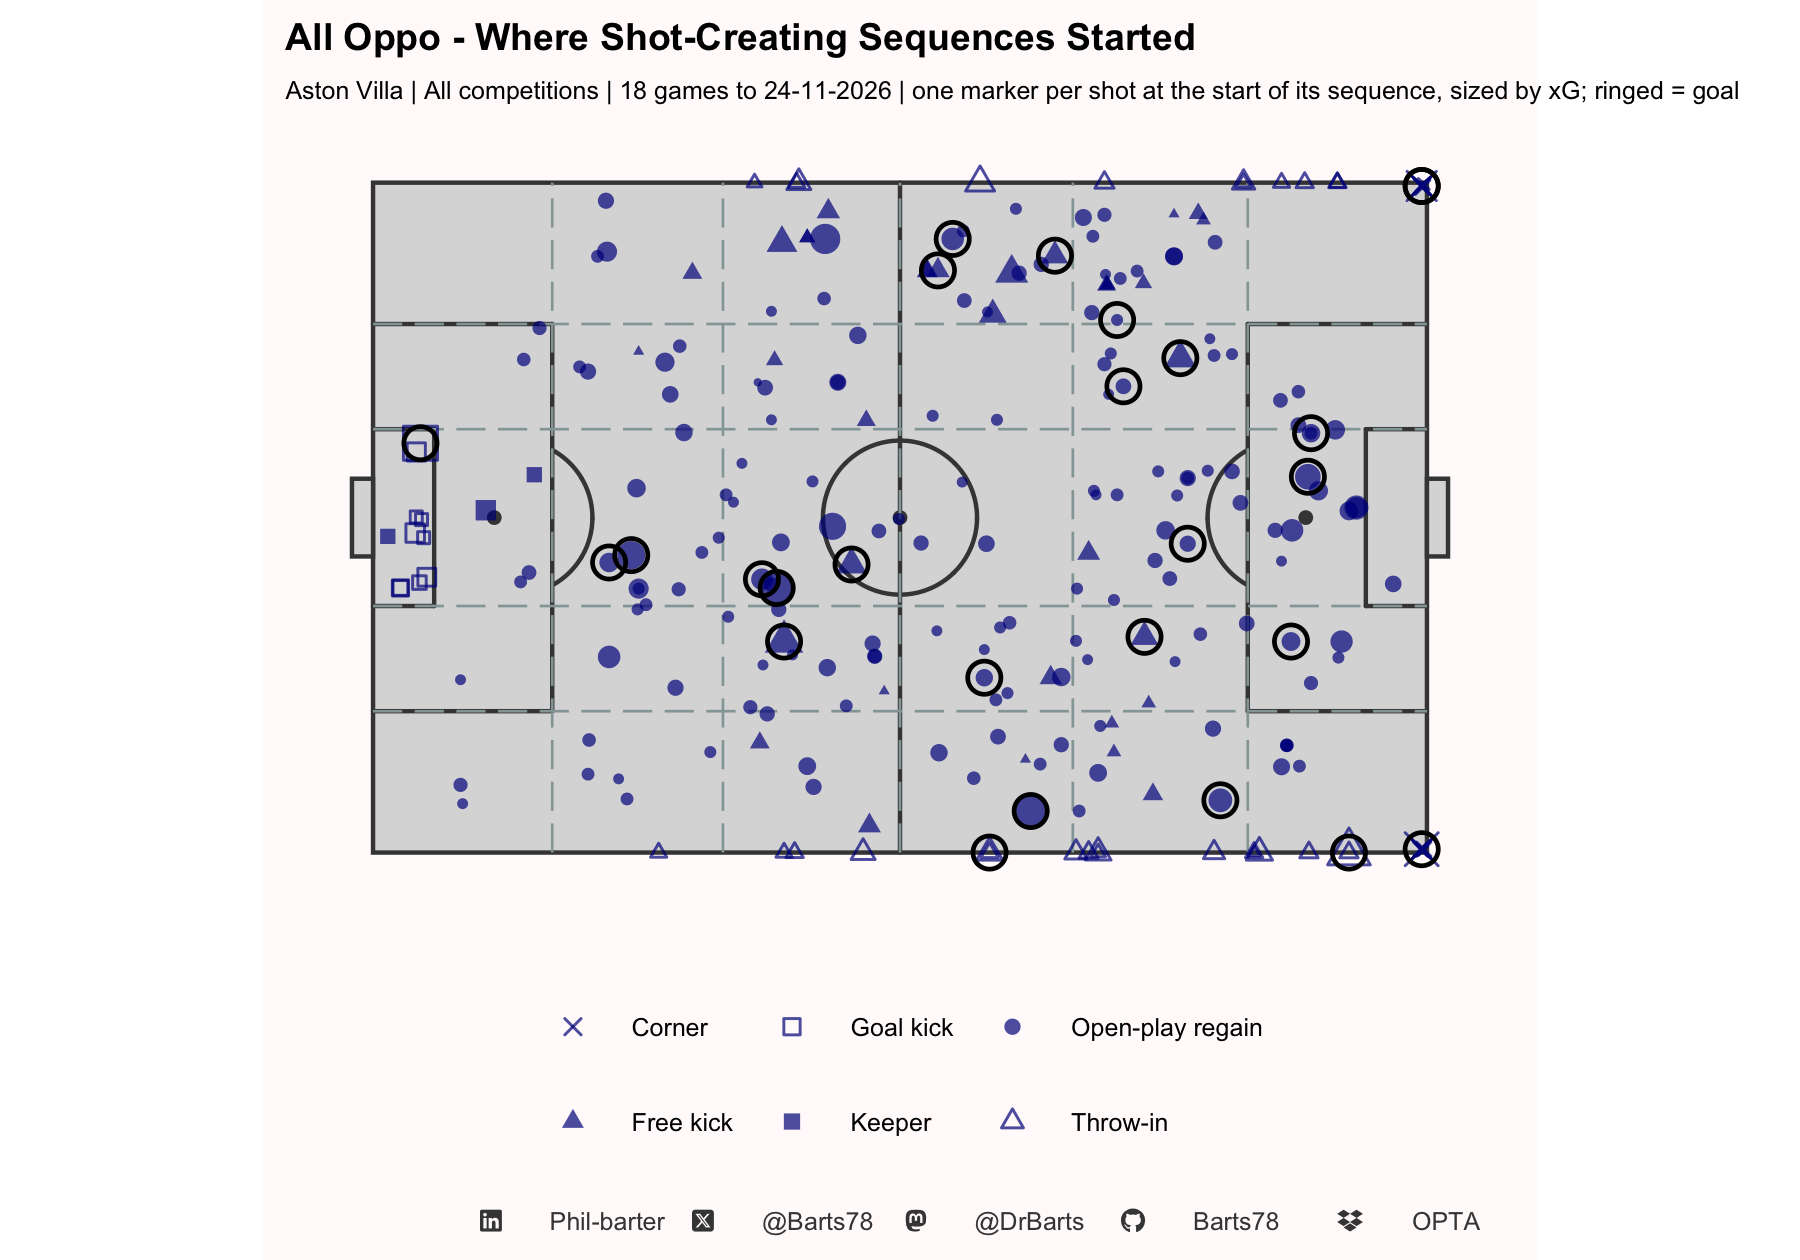 All Oppo - Where Shot-Creating Sequences Started
Aston Villa | All competitions | 18 games to 24-11-2026 | one marker per shot at the start of its sequence, sized by xG; ringed = goal
Corner Goal kick Open-play regain
Free kick Keeper Throw-in
Phil-barter @Barts78 @DrBarts Barts78 OPTA